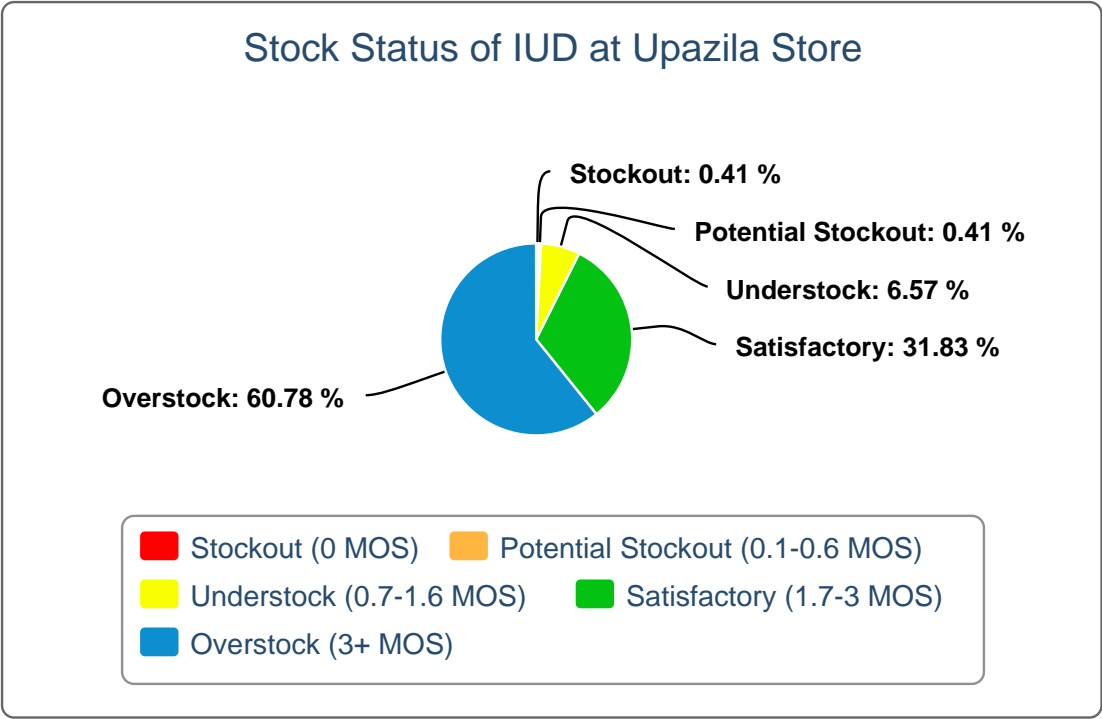 Stock Status of IUD at Upazila Store
Stockout: 0.41 %
Potential Stockout: 0.41 %
Understock: 6.57 %
Satisfactory: 31.83 %
Overstock: 60.78 %
Stockout (0 MOS) Potential Stockout (0.1-0.6 MOS)
Understock (0.7-1.6 MOS) Satisfactory (1.7-3 MOS)
Overstock (3+ MOS)